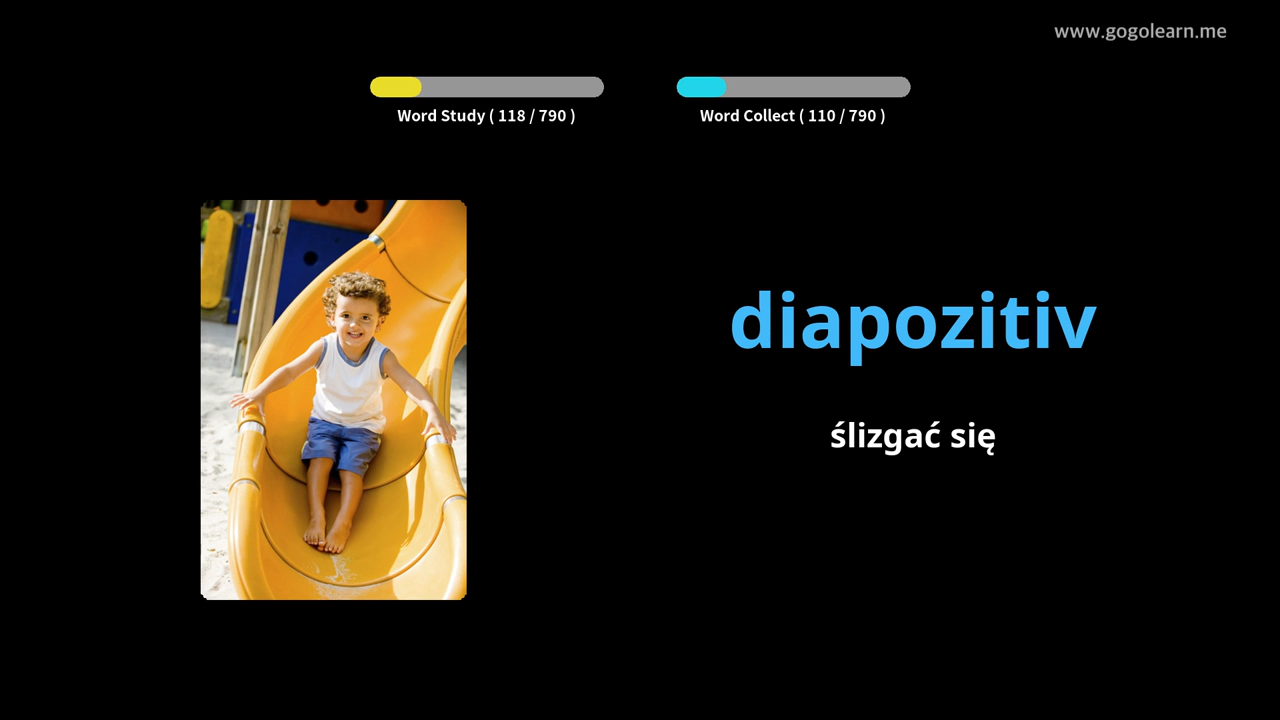 www.gogolearn.me
Word Study ( 118 / 790 )
Word Collect ( 110 / 790 )
diapozitiv
ślizgać się